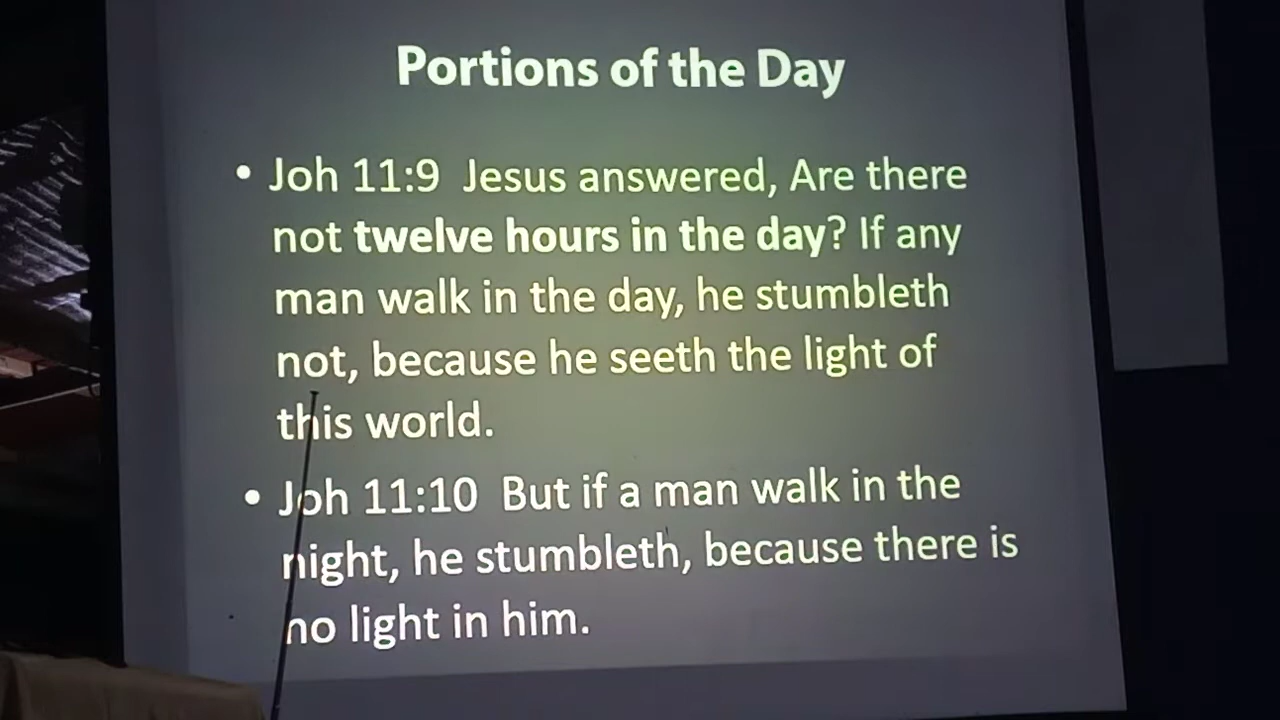 Portions of the Day
• Joh 11:9 Jesus answered, Are there
not twelve hours in the day? If any
man walk in the day, he stumbleth
not, because he seeth the light of
this world.
• Joh 11:10 But if a man walk in the
night, he stumbleth, because there is
no light in him.